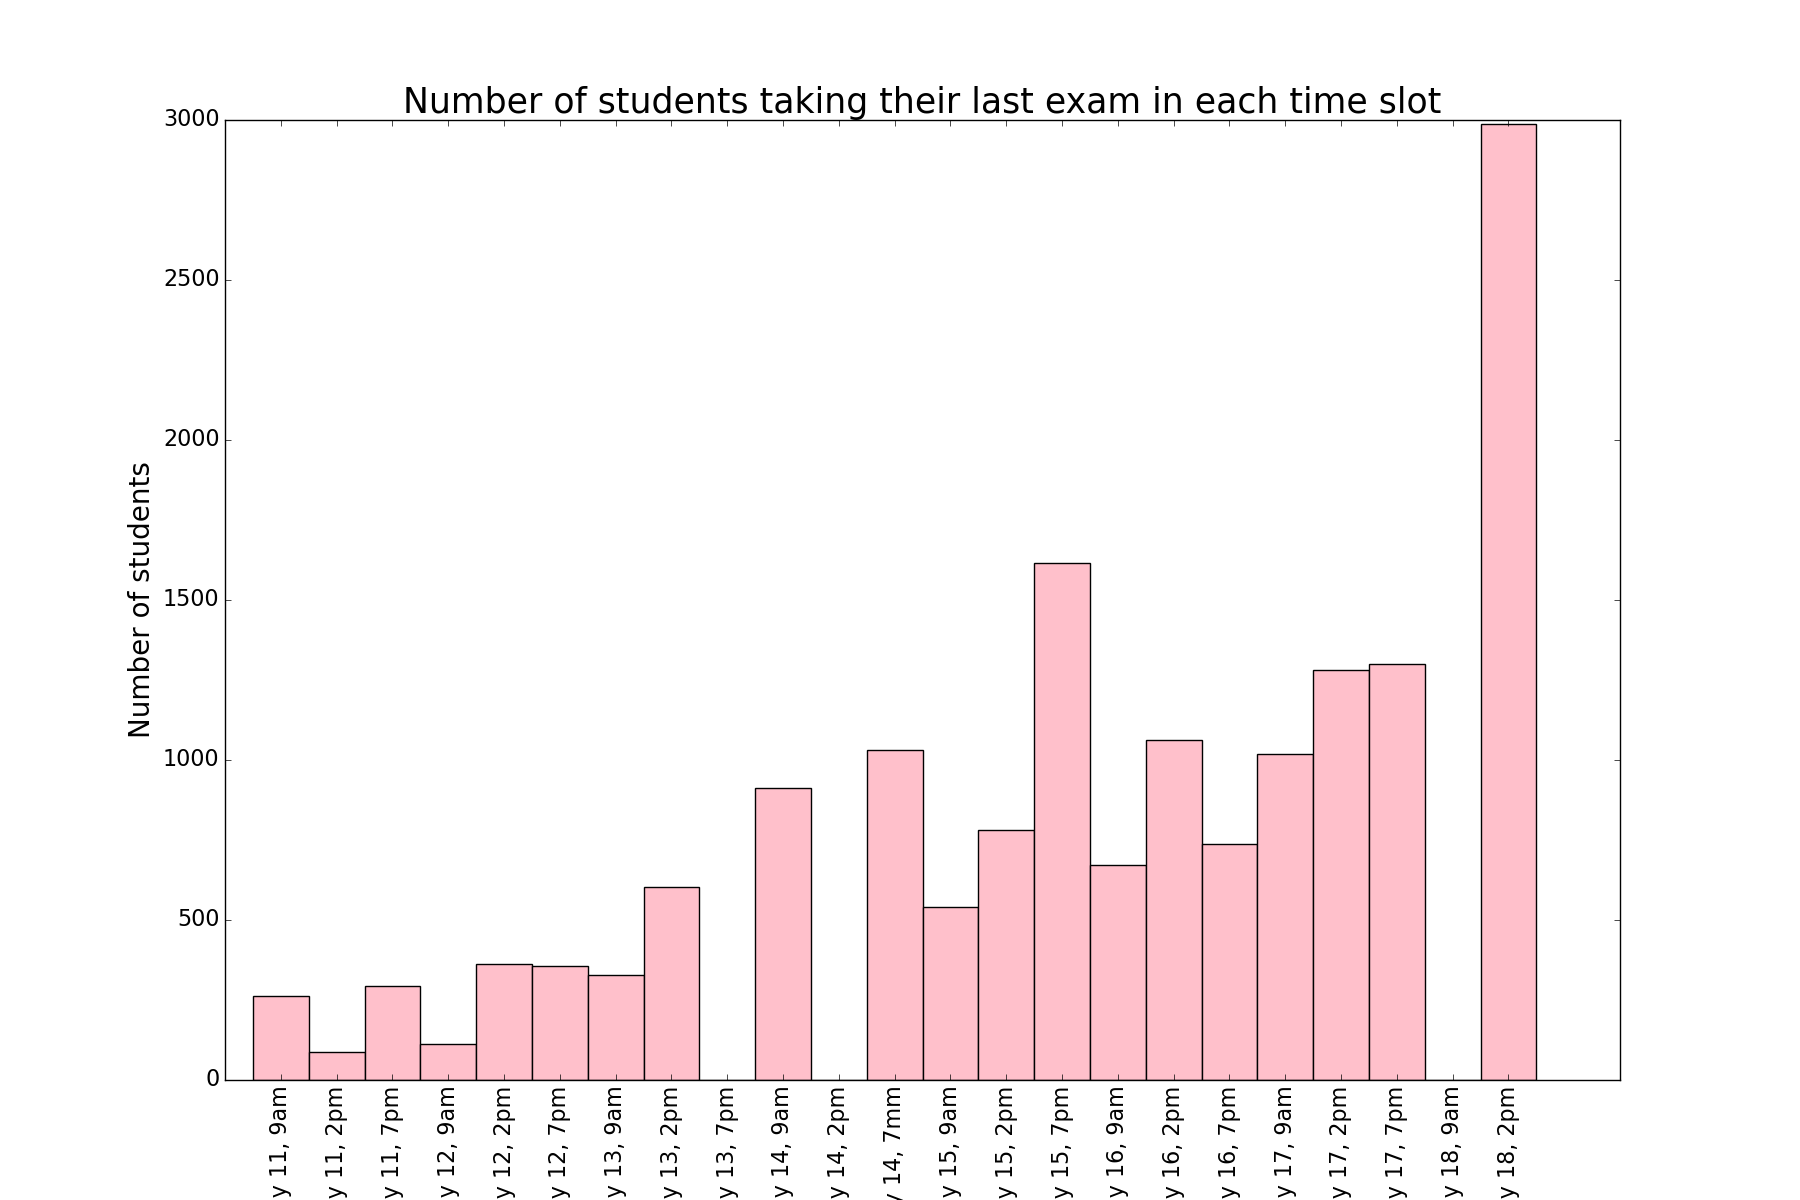 Number of students taking their last exam in each time slot
Number of students
3000
2500
2000
1500
1000
500
0
y 11, 9am
y 11, 2pm
y 11, 7pm
y 12, 9am
y 12, 2pm
y 12, 7pm
y 13, 9am
y 13, 2pm
y 13, 7pm
y 14, 9am
y 14, 2pm
y 14, 7mm
y 15, 9am
y 15, 2pm
y 15, 7pm
y 16, 9am
y 16, 2pm
y 16, 7pm
y 17, 9am
y 17, 2pm
y 17, 7pm
y 18, 9am
y 18, 2pm